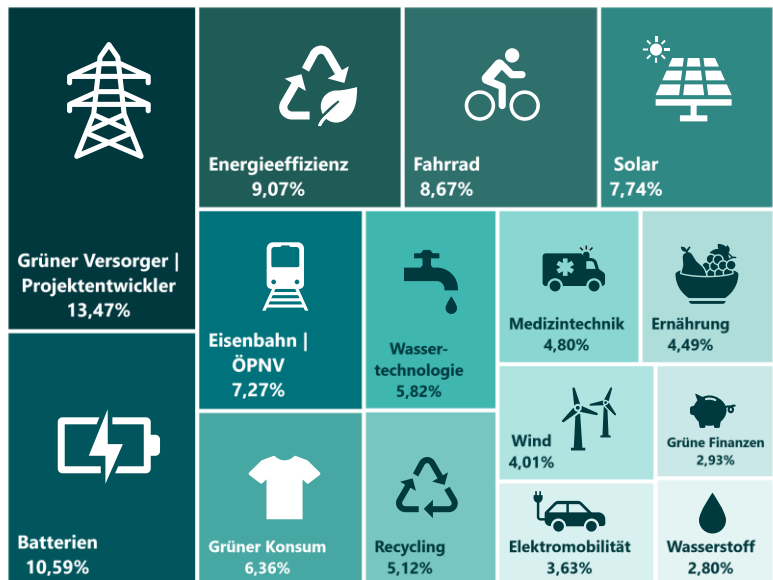 Grüner Versorger |
Projektentwickler
13,47%
Energieeffizienz
9,07%
Fahrrad
8,67%
Solar
7,74%
Eisenbahn |
ÖPNV
7,27%
Wasser-
technologie
5,82%
Medizintechnik
4,80%
Ernährung
4,49%
Wind
4,01%
Grüne Finanzen
2,93%
Batterien
10,59%
Grüner Konsum
6,36%
Recycling
5,12%
Elektromobilität
3,63%
Wasserstoff
2,80%